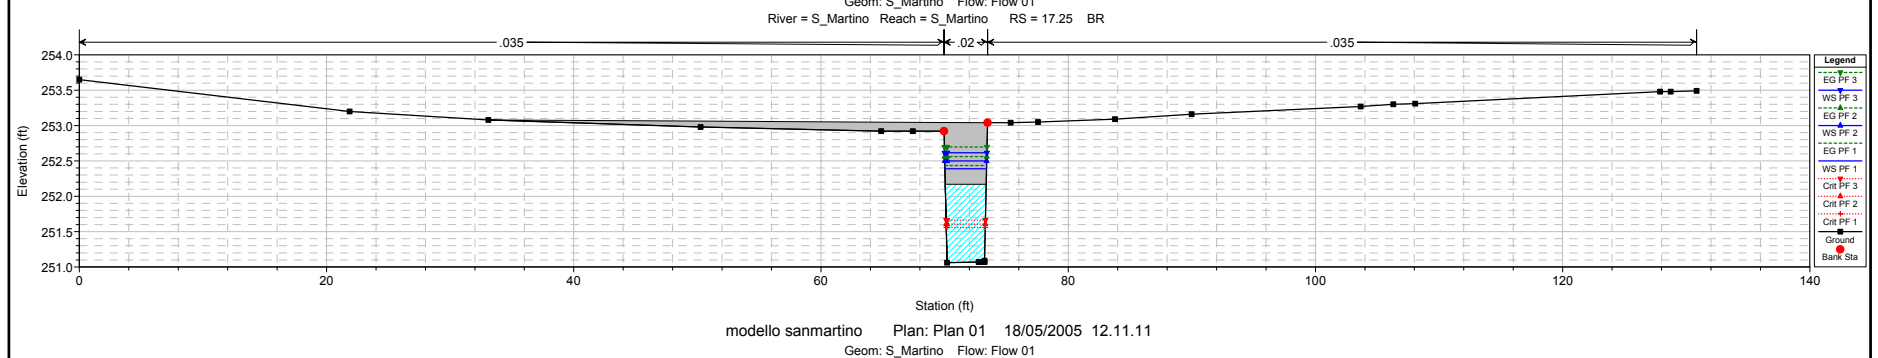 Geom: S_Martino Flow: Flow 01
River = S_Martino Reach = S_Martino RS = 17.25 BR
.035
.02
.035
254.0
253.5
253.0
252.5
252.0
251.5
251.0
Elevation (ft)
0
20
40
60
80
100
120
140
Station (ft)
Legend
EG PF 3
WS PF 3
EG PF 2
WS PF 2
EG PF 1
WS PF 1
Crit PF 3
Crit PF 2
Crit PF 1
Ground
Bank Sta
modello sanmartino Plan: Plan 01 18/05/2005 12.11.11
Geom: S_Martino Flow: Flow 01